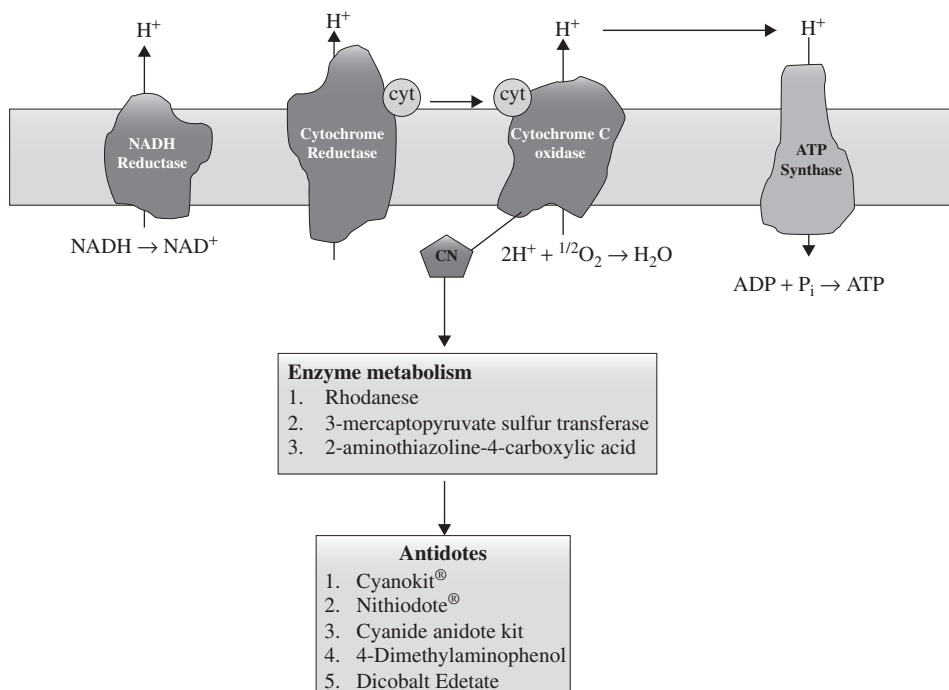 H⁺
H⁺
H⁺
H⁺
cyt
cyt
NADH
Reductase
Cytochrome
Reductase
Cytochrome C
oxidase
ATP
Synthase
NADH → NAD⁺
CN
2H⁺ + ¹/²O₂ → H₂O
ADP + Pᵢ → ATP
Enzyme metabolism
1. Rhodanese
2. 3-mercaptopyruvate sulfur transferase
3. 2-aminothiazoline-4-carboxylic acid
Antidotes
1. Cyanokit®
2. Nithiodote®
3. Cyanide anidote kit
4. 4-Dimethylaminophenol
5. Dicobalt Edetate